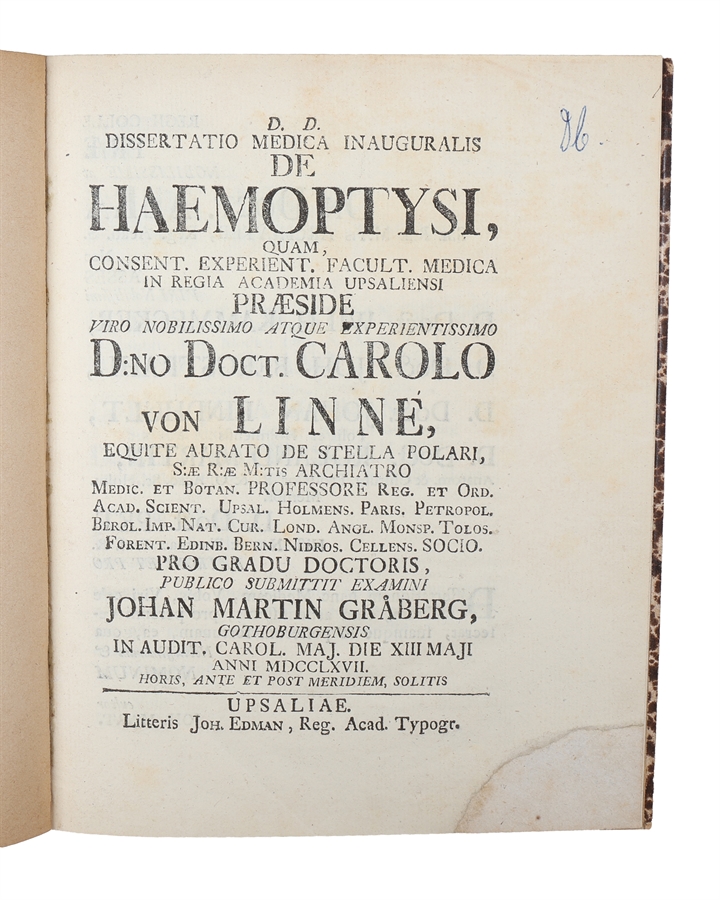 D. D.
DISSERTATIO MEDICA INAUGURALIS
DE
HAEMOPTYSI,
QUAM,
CONSENT. EXPERIENT. FACULT. MEDICA
IN REGIA ACADEMIA UPSALIENSI
PRÆSIDE
VIRO NOBILISSIMO ATQUE EXPERIENTISSIMO
D:NO DOCT. CAROLO
VON LINNÉ,
EQUITE AURATO DE STELLA POLARI,
S:Æ R:Æ M:TIS ARCHIATRO
MEDIC. ET BOTAN. PROFESSORE REG. ET ORD.
ACAD. SCIENT. UPSAL. HOLMENS. PARIS. PETROPOL.
BEROL. IMP. NAT. CUR. LOND. ANGL. MONSP. TOLOS.
FORENT. EDINB. BERN. NIDROS. CELLENS. SOCIO.
PRO GRADU DOCTORIS,
PUBLICO SUBMITTIT EXAMINI
JOHAN MARTIN GRÅBERG,
GOTHOBURGENSIS
IN AUDIT. CAROL. MAJ. DIE XIII MAJI
ANNI MDCCLXVII.
HORIS, ANTE ET POST MERIDIEM, SOLITIS
UPSALIAE.
Litteris JOH. EDMAN, Reg. Acad. Typogr.